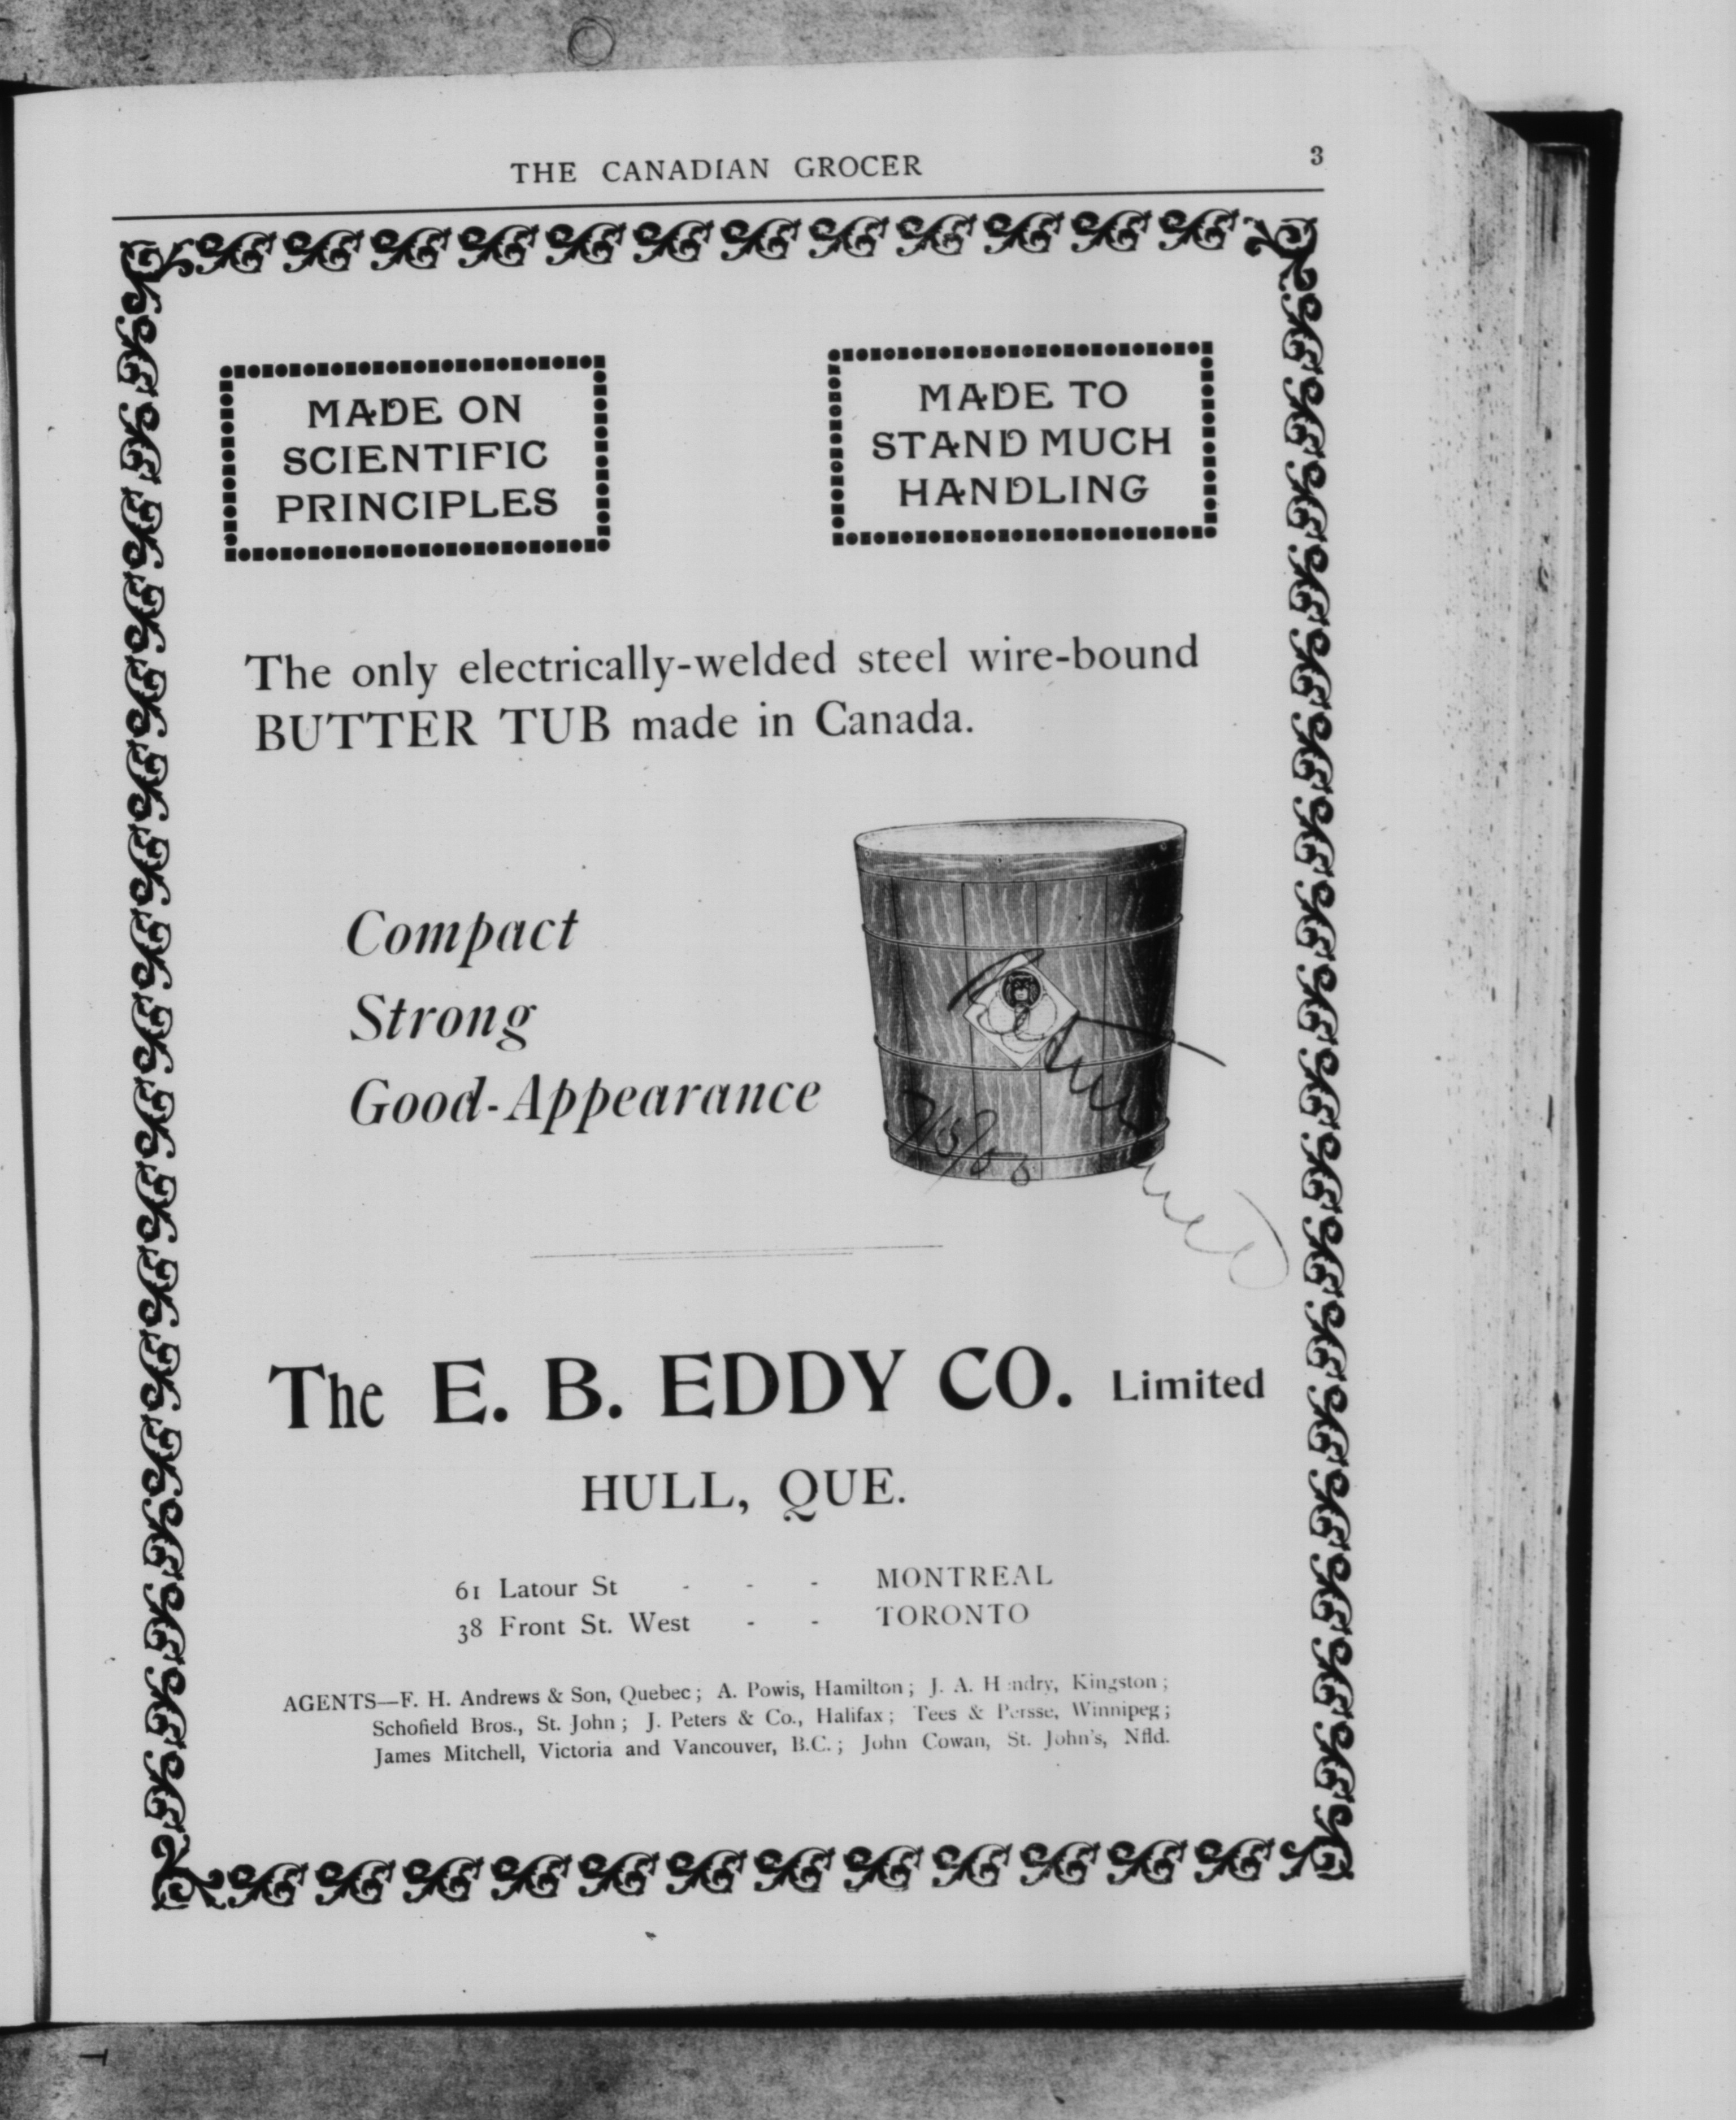 THE CANADIAN GROCER 3
MADE ON
SCIENTIFIC
PRINCIPLES
MADE TO
STAND MUCH
HANDLING
The only electrically-welded steel wire-bound
BUTTER TUB made in Canada.
Compact
Strong
Good-Appearance
The E. B. EDDY CO. Limited
HULL, QUE.
61 Latour St - - - MONTREAL
38 Front St. West - - TORONTO
AGENTS—F. H. Andrews & Son, Quebec; A. Powis, Hamilton; J. A. Hendry, Kingston;
Schofield Bros., St. John; J. Peters & Co., Halifax; Tees & Persse, Winnipeg;
James Mitchell, Victoria and Vancouver, B.C.; John Cowan, St. John's, Nfld.